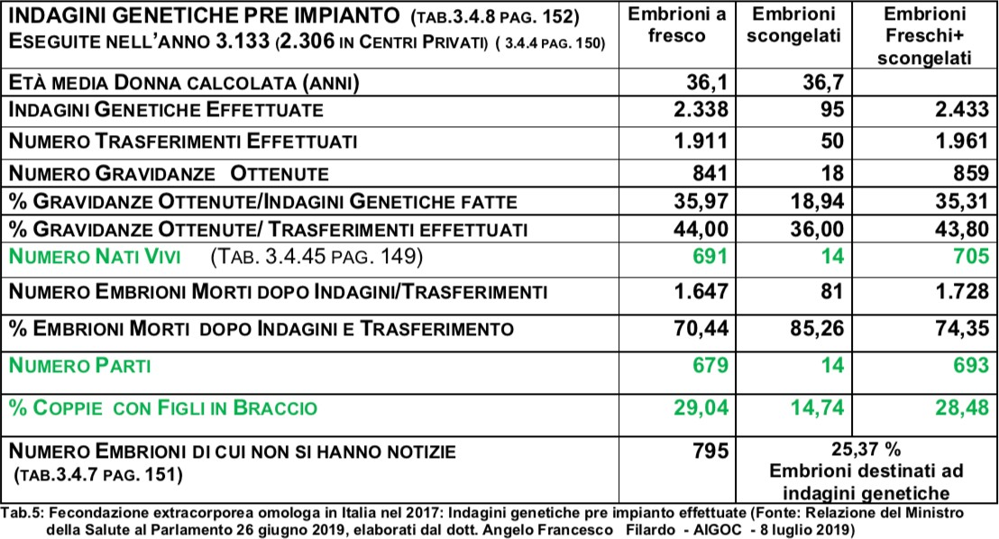 INDAGINI GENETICHE PRE IMPIANTO (TAB.3.4.8 PAG. 152)
ESEGUITE NELL'ANNO 3.133 (2.306 IN CENTRI PRIVATI) ( 3.4.4 PAG. 150)
Embrioni a fresco
Embrioni scongelati
Embrioni Freschi+ scongelati
ETÀ MEDIA DONNA CALCOLATA (ANNI) 36,1 36,7
INDAGINI GENETICHE EFFETTUATE 2.338 95 2.433
NUMERO TRASFERIMENTI EFFETTUATI 1.911 50 1.961
NUMERO GRAVIDANZE OTTENUTE 841 18 859
% GRAVIDANZE OTTENUTE/INDAGINI GENETICHE FATTE 35,97 18,94 35,31
% GRAVIDANZE OTTENUTE/ TRASFERIMENTI EFFETTUATI 44,00 36,00 43,80
NUMERO NATI VIVI (TAB. 3.4.45 PAG. 149) 691 14 705
NUMERO EMBRIONI MORTI DOPO INDAGINI/TRASFERIMENTI 1.647 81 1.728
% EMBRIONI MORTI DOPO INDAGINI E TRASFERIMENTO 70,44 85,26 74,35
NUMERO PARTI 679 14 693
% COPPIE CON FIGLI IN BRACCIO 29,04 14,74 28,48
NUMERO EMBRIONI DI CUI NON SI HANNO NOTIZIE
(TAB.3.4.7 PAG. 151)
795
25,37 %
Embrioni destinati ad
indagini genetiche
Tab.5: Fecondazione extracorporea omologa in Italia nel 2017: Indagini genetiche pre impianto effettuate (Fonte: Relazione del Ministro
della Salute al Parlamento 26 giugno 2019, elaborati dal dott. Angelo Francesco Filardo - AIGOC - 8 luglio 2019)